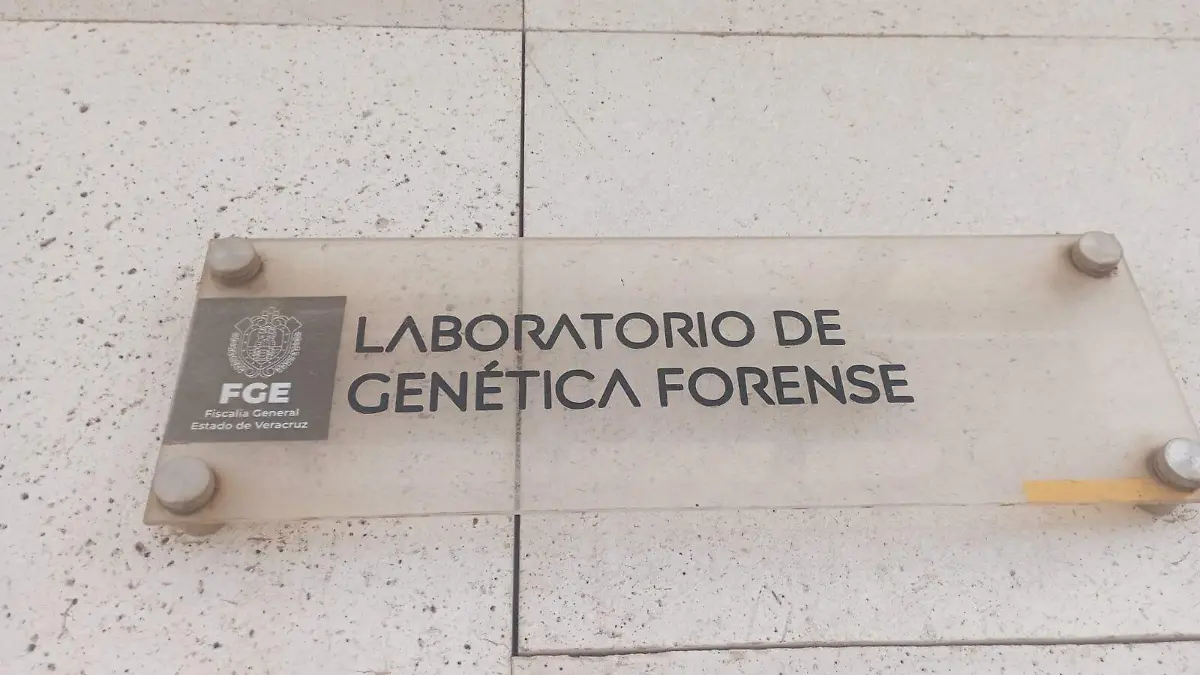 LABORATORIO DE
GENÉTICA FORENSE
FGE
Fiscalía General
Estado de Veracruz